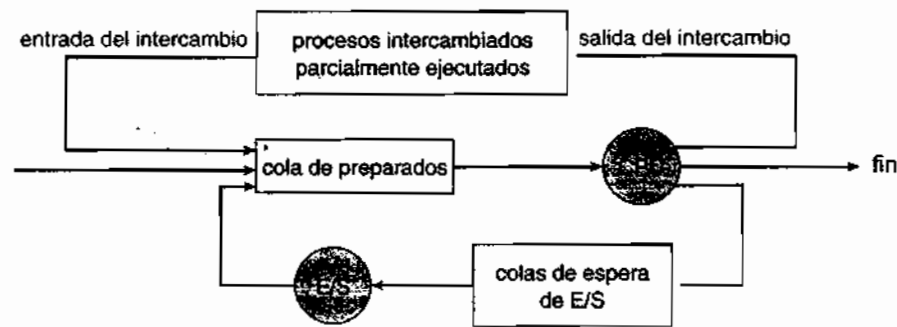 entrada del intercambio
procesos intercambiados
parcialmente ejecutados
salida del intercambio
cola de preparados
fin
E/S
colas de espera
de E/S